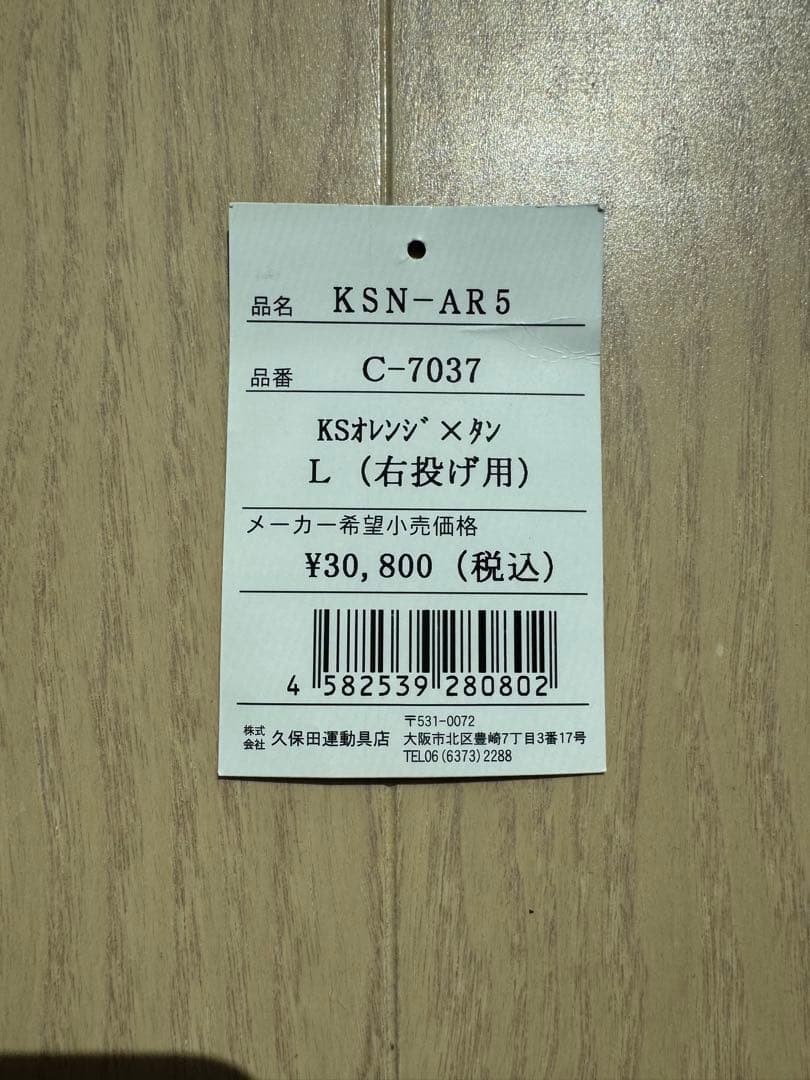 品名 KSN-AR5
品番 C-7037
KSｵﾚﾝｼﾞ×ﾀﾝ
L (右投げ用)
メーカー希望小売価格
¥30,800 (税込)
4 582539 280802
株式会社 久保田運動具店
〒531-0072
大阪市北区豊崎7丁目3番17号
TEL06(6373)2288